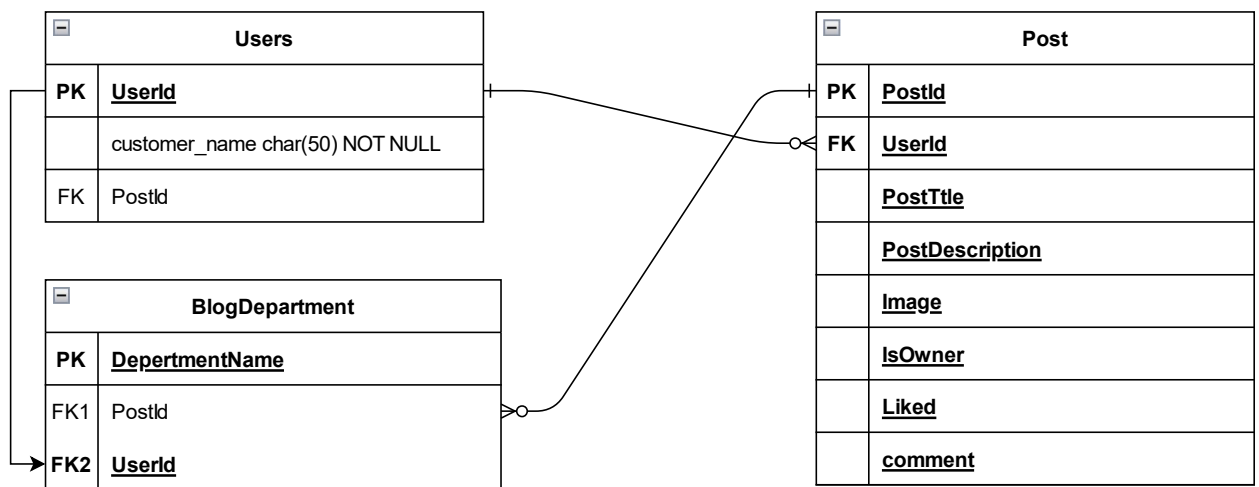 Users
PK UserId
customer_name char(50) NOT NULL
FK PostId
BlogDepartment
PK DepertmentName
FK1 PostId
FK2 UserId
Post
PK PostId
FK UserId
PostTtle
PostDescription
Image
IsOwner
Liked
comment